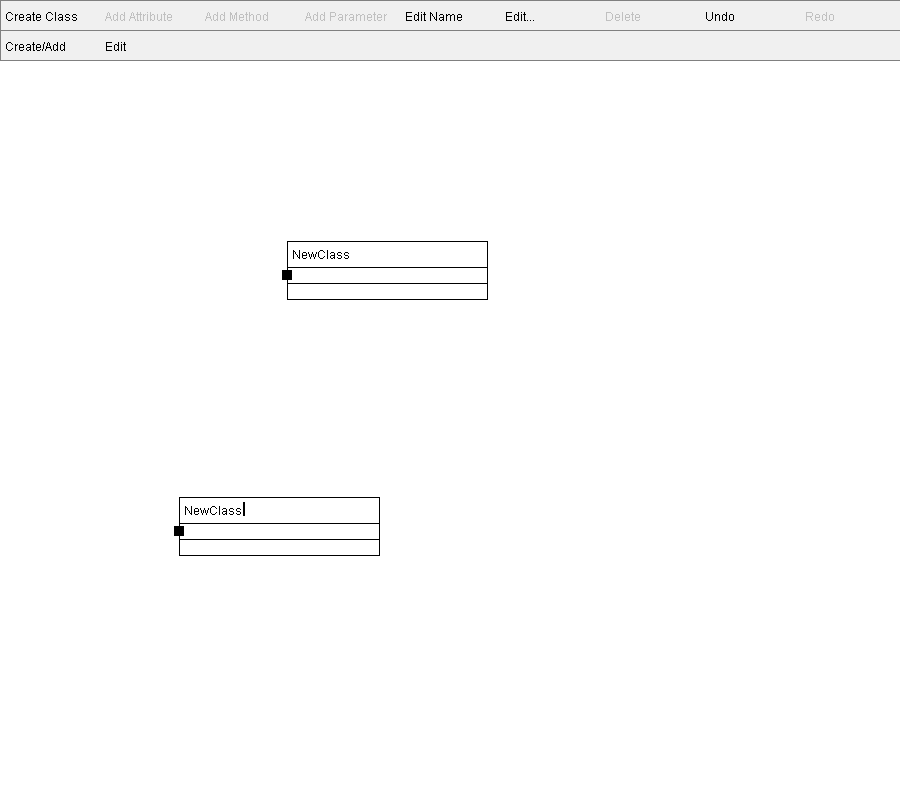 Create Class Add Attribute Add Method Add Parameter Edit Name Edit... Delete Undo Redo
Create/Add Edit
NewClass
NewClass